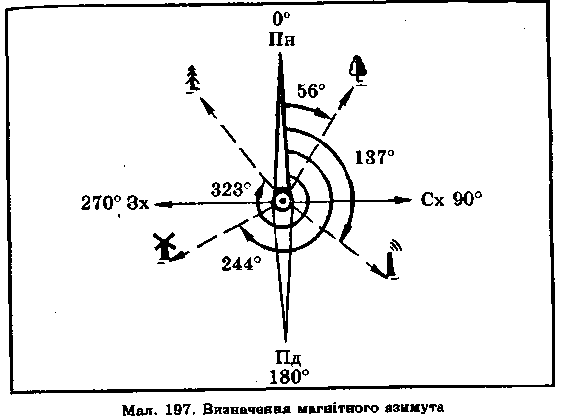 0°
Пн
56°
137°
323°
270° Зх
Сх 90°
244°
Пд
180°
Мал. 197. Визначення магнітного азимута